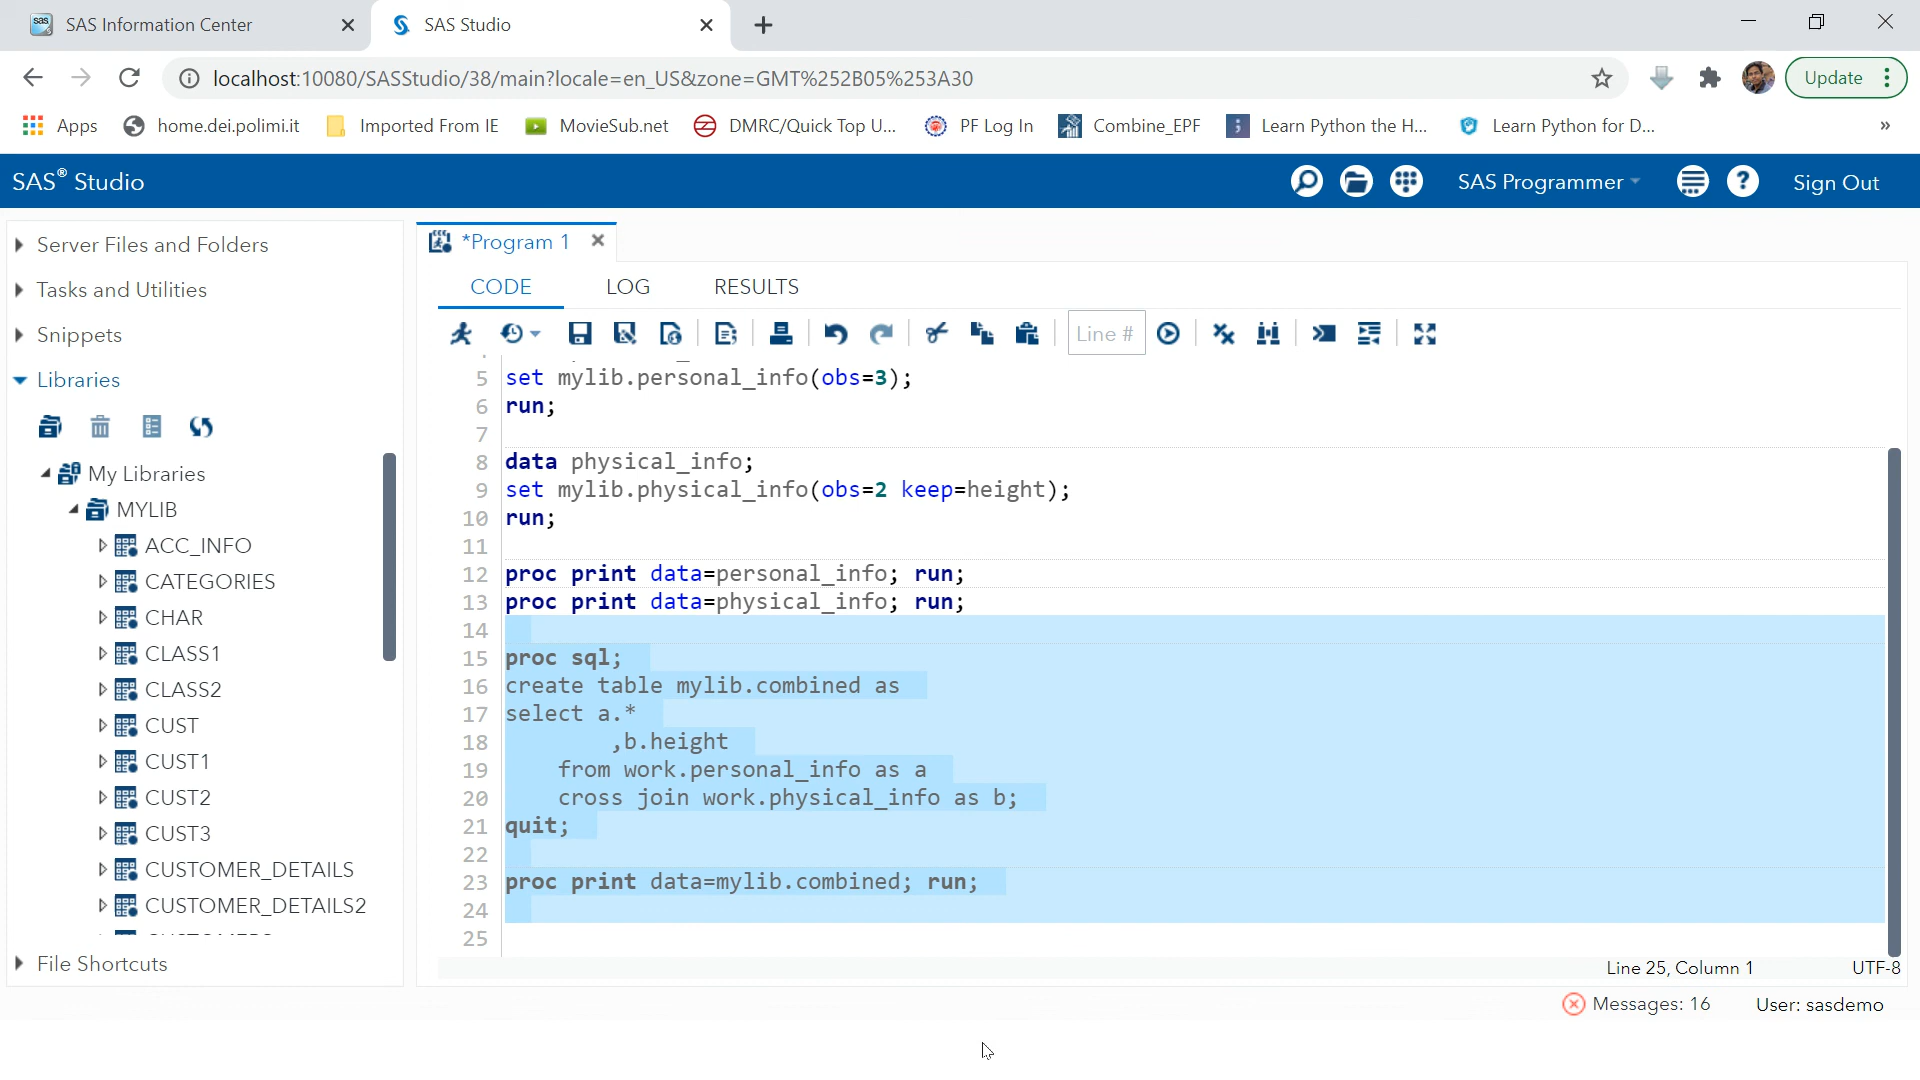 SAS Information Center
SAS Studio
localhost:10080/SASStudio/38/main?locale=en_US&zone=GMT%252B05%253A30
Update
Apps
home.dei.polimi.it
Imported From IE
MovieSub.net
DMRC/Quick Top U...
PF Log In
Combine_EPF
Learn Python the H...
Learn Python for D...
»
SAS® Studio
SAS Programmer
Sign Out
Server Files and Folders
Tasks and Utilities
Snippets
Libraries
My Libraries
MYLIB
ACC_INFO
CATEGORIES
CHAR
CLASS1
CLASS2
CUST
CUST1
CUST2
CUST3
CUSTOMER_DETAILS
CUSTOMER_DETAILS2
File Shortcuts
*Program 1
CODE LOG RESULTS
Line #
5 set mylib.personal_info(obs=3);
6 run;
7
8 data physical_info;
9 set mylib.physical_info(obs=2 keep=height);
10 run;
11
12 proc print data=personal_info; run;
13 proc print data=physical_info; run;
14
15 proc sql;
16 create table mylib.combined as
17 select a.*
18 ,b.height
19 from work.personal_info as a
20 cross join work.physical_info as b;
21 quit;
22
23 proc print data=mylib.combined; run;
24
25
Line 25, Column 1
UTF-8
Messages: 16
User: sasdemo